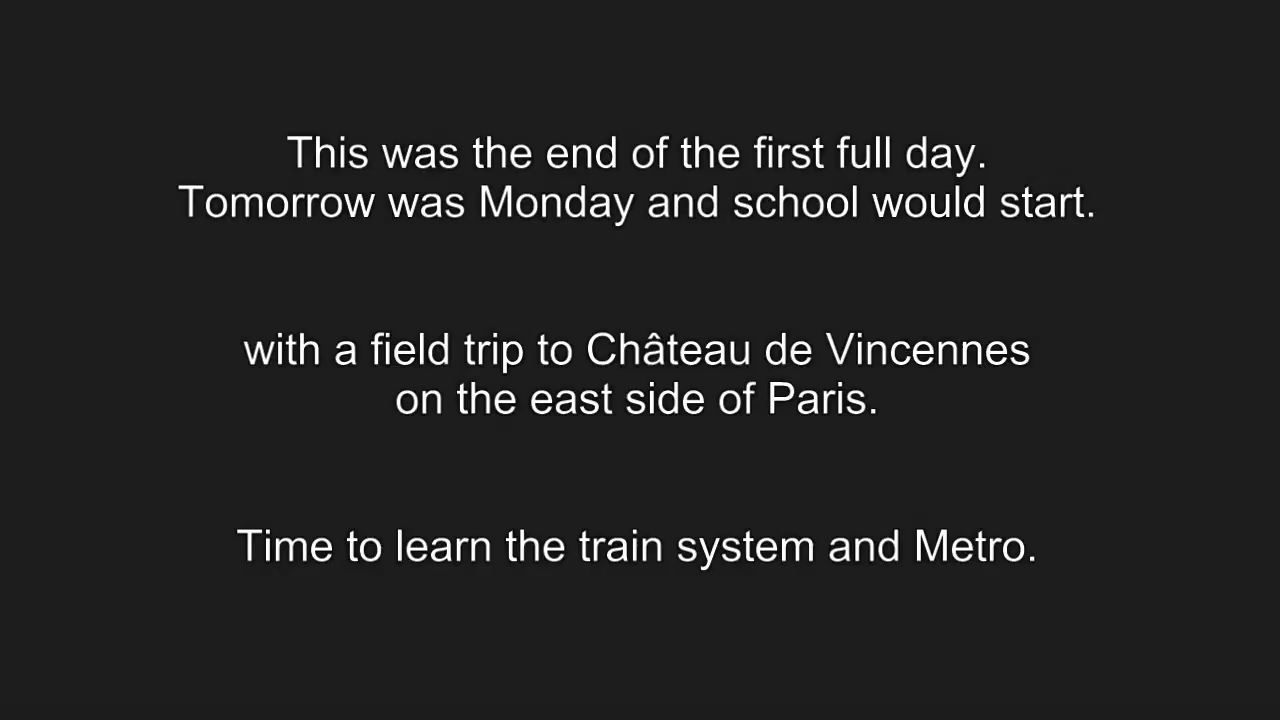 This was the end of the first full day.
Tomorrow was Monday and school would start.
with a field trip to Château de Vincennes
on the east side of Paris.
Time to learn the train system and Metro.